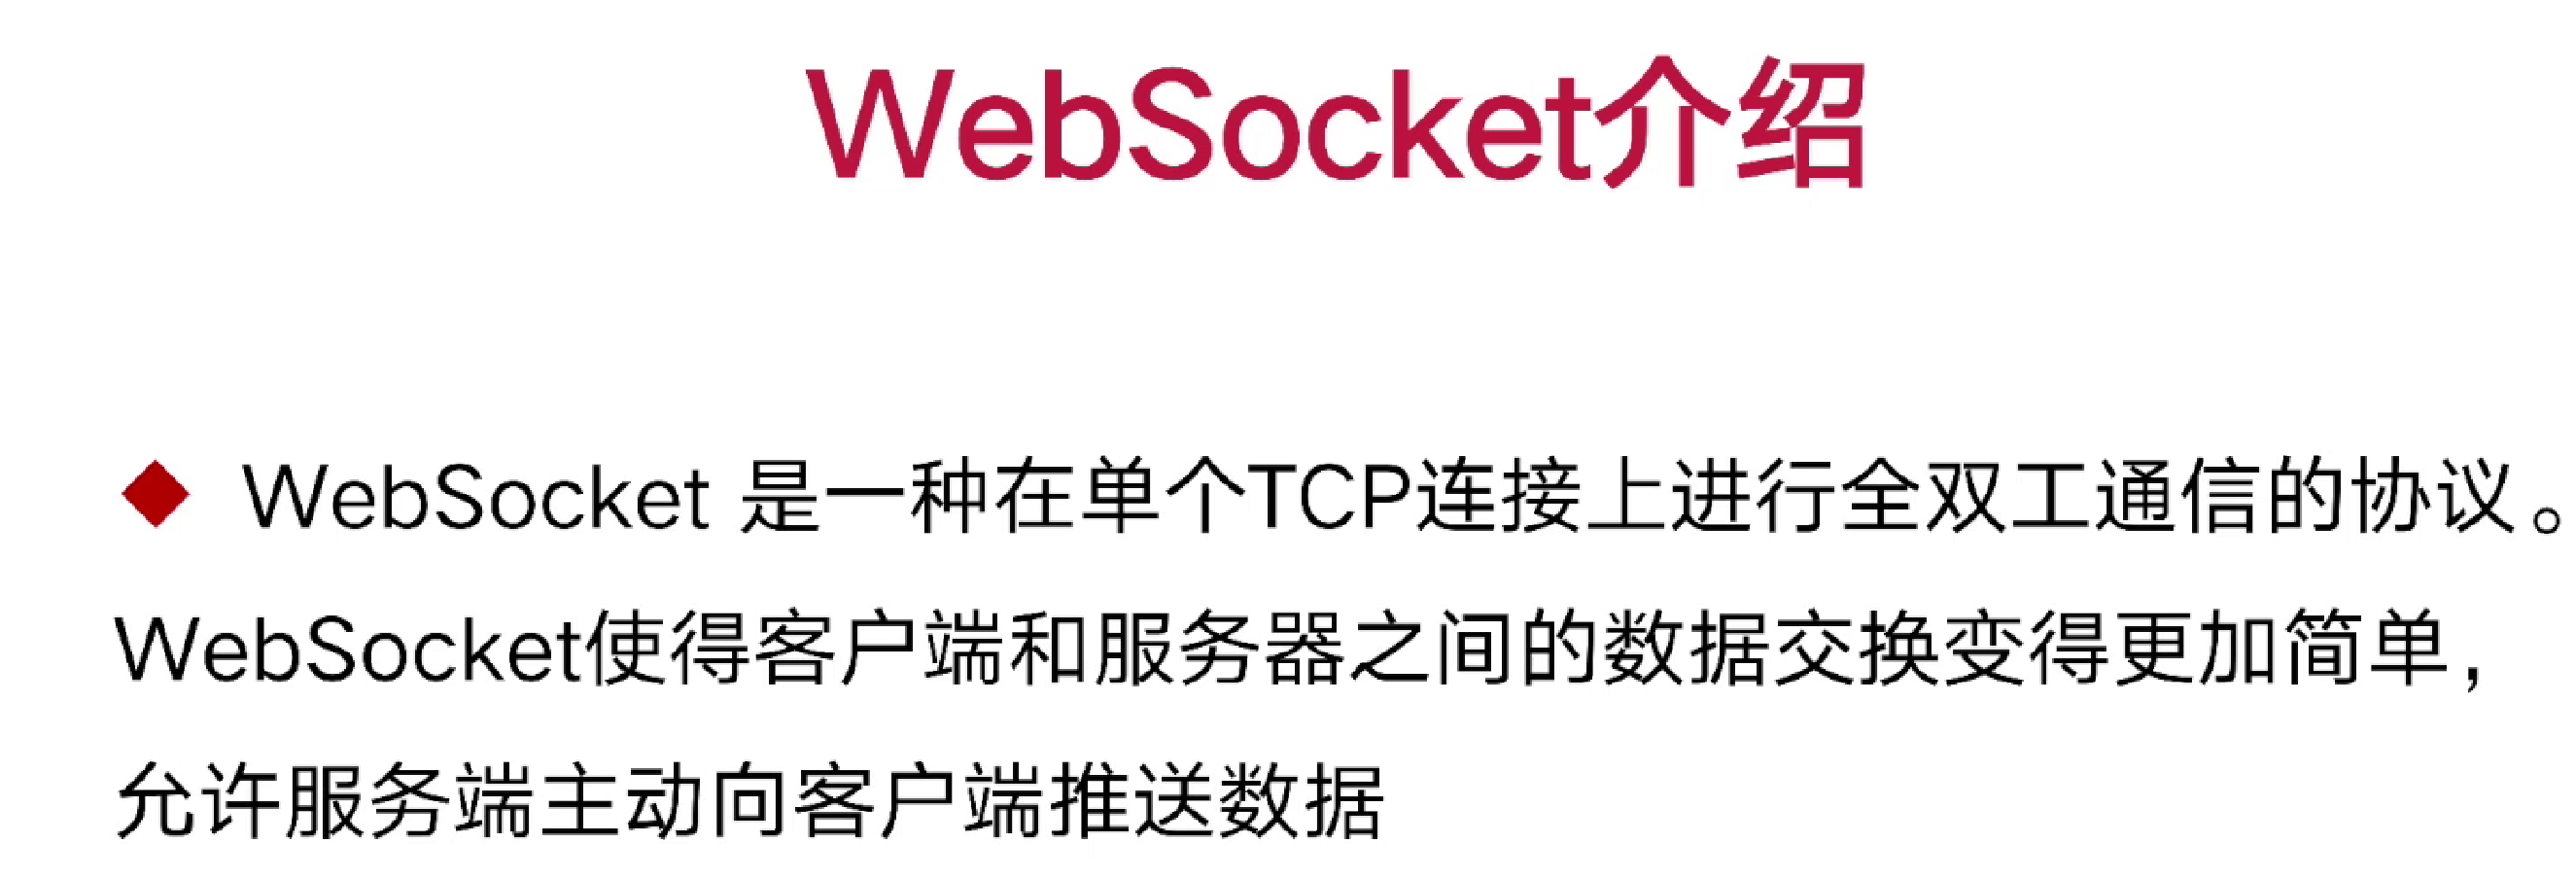 WebSocket介绍
WebSocket 是一种在单个TCP连接上进行全双工通信的协议。
WebSocket使得客户端和服务器之间的数据交换变得更加简单，
允许服务端主动向客户端推送数据